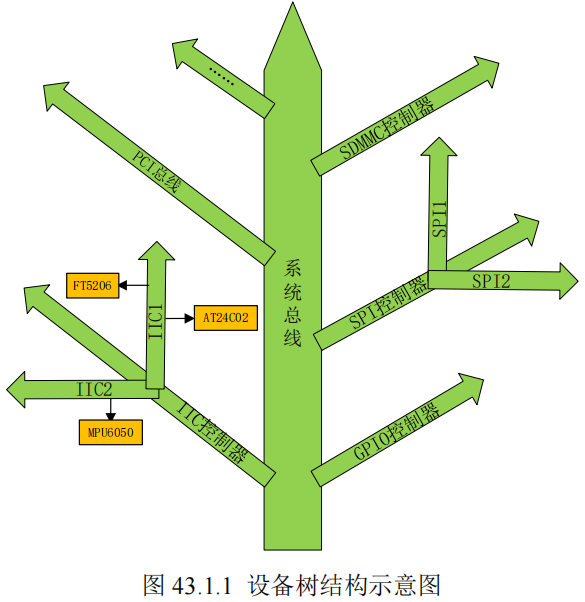 ……
SDMMC控制器
PCI总线
SPI1
系统总线
FT5206
IIC1
AT24C02
SPI控制器
SPI2
IIC2
IIC控制器
MPU6050
GPIO控制器
图 43.1.1 设备树结构示意图